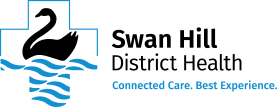 Swan Hill
District Health
Connected Care. Best Experience.